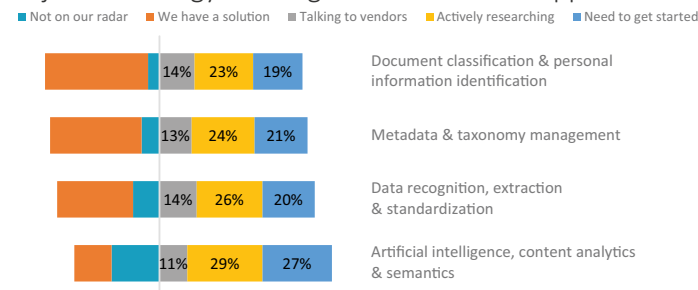 Not on our radar We have a solution Talking to vendors Actively researching Need to get started
14% 23% 19% Document classification & personal
information identification
13% 24% 21% Metadata & taxonomy management
14% 26% 20% Data recognition, extraction
& standardization
11% 29% 27% Artificial intelligence, content analytics
& semantics